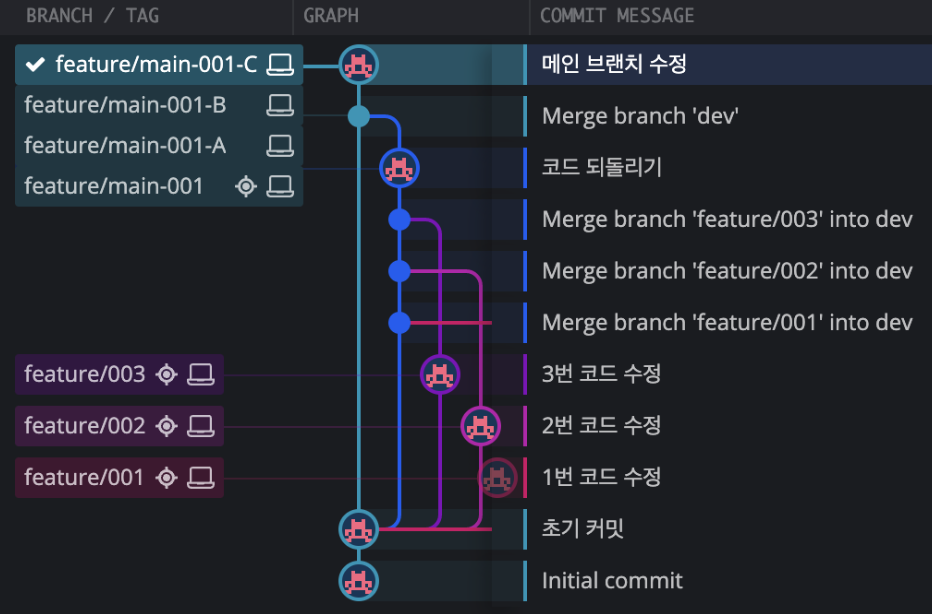 BRANCH / TAG GRAPH COMMIT MESSAGE
feature/main-001-C 메인 브랜치 수정
feature/main-001-B Merge branch 'dev'
feature/main-001-A 코드 되돌리기
feature/main-001 Merge branch 'feature/003' into dev
Merge branch 'feature/002' into dev
Merge branch 'feature/001' into dev
feature/003 3번 코드 수정
feature/002 2번 코드 수정
feature/001 1번 코드 수정
초기 커밋
Initial commit